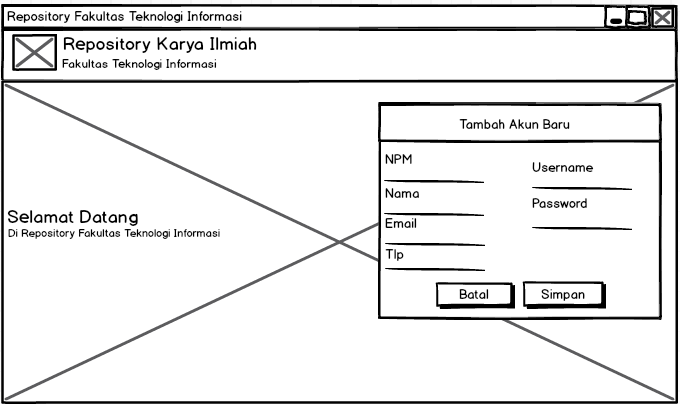 Repository Fakultas Teknologi Informasi
Repository Karya Ilmiah
Fakultas Teknologi Informasi
Selamat Datang
Di Repository Fakultas Teknologi Informasi
Tambah Akun Baru
NPM
Nama
Email
Tlp
Username
Password
Batal
Simpan